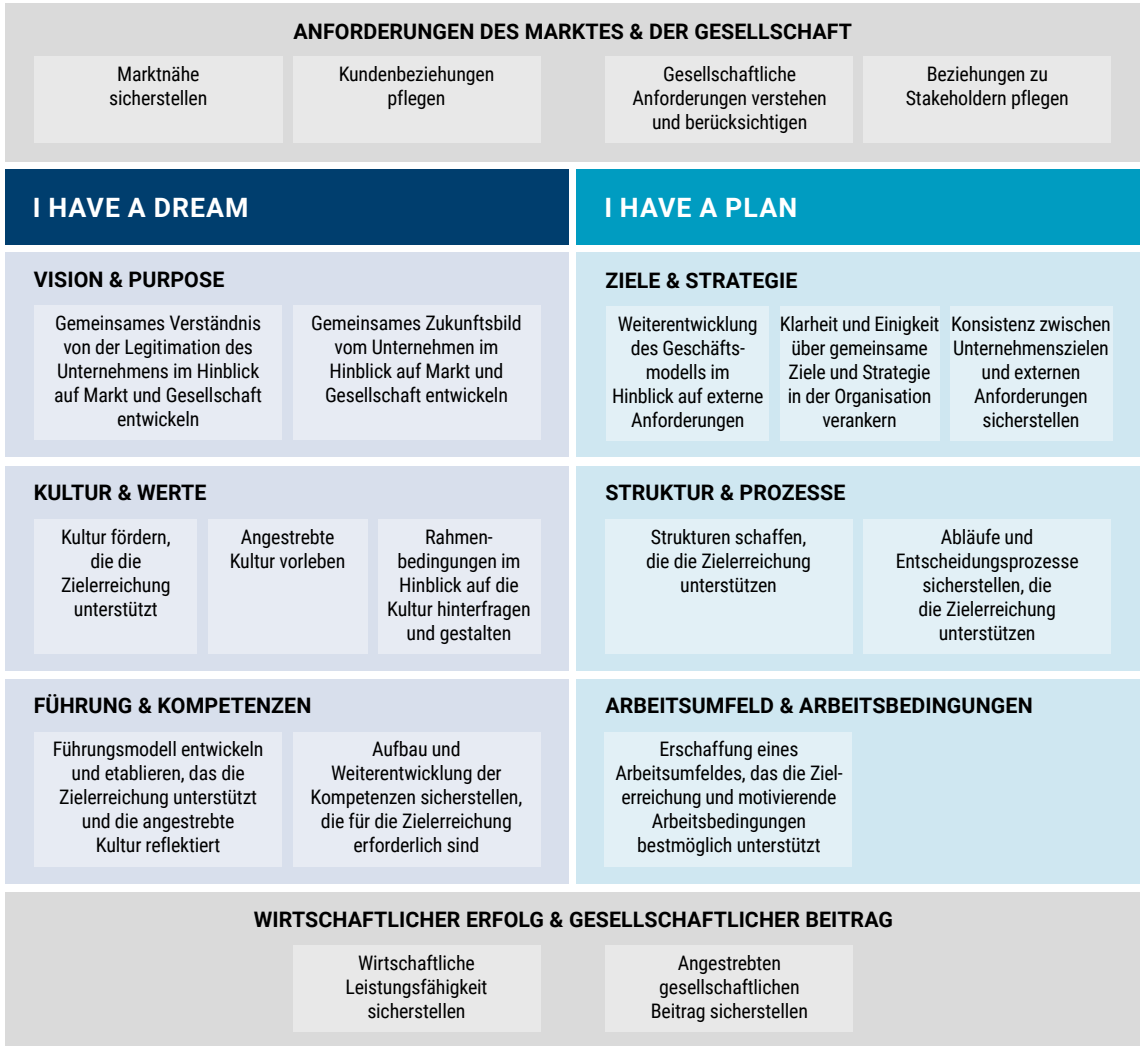 ANFORDERUNGEN DES MARKTES & DER GESELLSCHAFT
Marktnähe
sicherstellen
Kundenbeziehungen
pflegen
Gesellschaftliche
Anforderungen verstehen
und berücksichtigen
Beziehungen zu
Stakeholdern pflegen
I HAVE A DREAM
I HAVE A PLAN
VISION & PURPOSE
Gemeinsames Verständnis
von der Legitimation des
Unternehmens im Hinblick
auf Markt und Gesellschaft
entwickeln
Gemeinsames Zukunftsbild
vom Unternehmen im
Hinblick auf Markt und
Gesellschaft entwickeln
ZIELE & STRATEGIE
Weiterentwicklung
des Geschäfts-
modells im
Hinblick auf externe
Anforderungen
Klarheit und Einigkeit
über gemeinsame
Ziele und Strategie
in der Organisation
verankern
Konsistenz zwischen
Unternehmenszielen
und externen
Anforderungen
sicherstellen
KULTUR & WERTE
Kultur fördern,
die die
Zielerreichung
unterstützt
Angestrebte
Kultur vorleben
Rahmen-
bedingungen im
Hinblick auf die
Kultur hinterfragen
und gestalten
STRUKTUR & PROZESSE
Strukturen schaffen,
die die Zielerreichung
unterstützen
Abläufe und
Entscheidungsprozesse
sicherstellen, die
die Zielerreichung
unterstützen
FÜHRUNG & KOMPETENZEN
Führungsmodell entwickeln
und etablieren, das die
Zielerreichung unterstützt
und die angestrebte
Kultur reflektiert
Aufbau und
Weiterentwicklung der
Kompetenzen sicherstellen,
die für die Zielerreichung
erforderlich sind
ARBEITSUMFELD & ARBEITSBEDINGUNGEN
Erschaffung eines
Arbeitsumfeldes, das die Ziel-
erreichung und motivierende
Arbeitsbedingungen
bestmöglich unterstützt
WIRTSCHAFTLICHER ERFOLG & GESELLSCHAFTLICHER BEITRAG
Wirtschaftliche
Leistungsfähigkeit
sicherstellen
Angestrebten
gesellschaftlichen
Beitrag sicherstellen